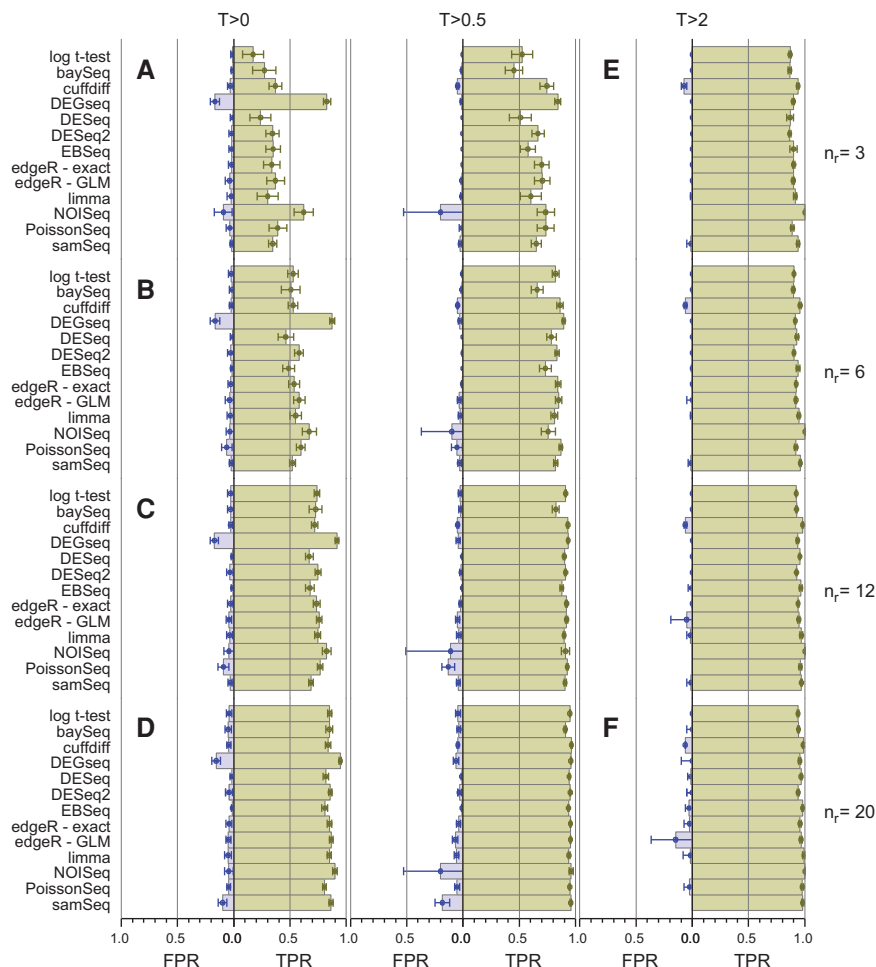 T>0 T>0.5 T>2
A E
log t-test
baySeq
cuffdiff
DEGseq
DESeq
DESeq2
EBSeq
edgeR - exact
edgeR - GLM
limma
NOISeq
PoissonSeq
samSeq
nr= 3
B
log t-test
baySeq
cuffdiff
DEGseq
DESeq
DESeq2
EBSeq
edgeR - exact
edgeR - GLM
limma
NOISeq
PoissonSeq
samSeq
nr= 6
C
log t-test
baySeq
cuffdiff
DEGseq
DESeq
DESeq2
EBSeq
edgeR - exact
edgeR - GLM
limma
NOISeq
PoissonSeq
samSeq
nr= 12
D F
log t-test
baySeq
cuffdiff
DEGseq
DESeq
DESeq2
EBSeq
edgeR - exact
edgeR - GLM
limma
NOISeq
PoissonSeq
samSeq
nr= 20
1.0 0.5 0.0 0.5 1.0 0.5 0.0 0.5 1.0 0.5 0.0 0.5 1.0
FPR TPR FPR TPR FPR TPR